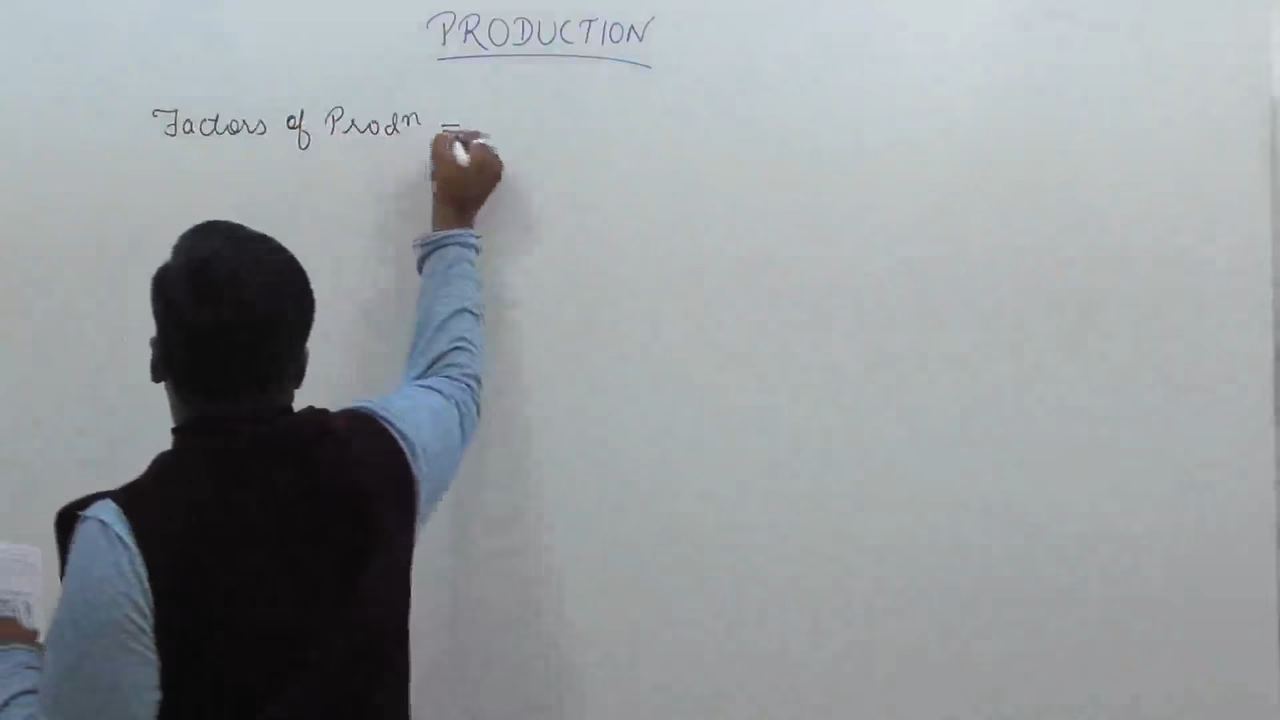 PRODUCTION
Factors of Prodn =